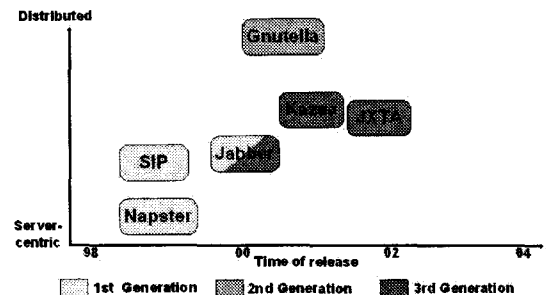 Distributed
Gnutella
Kazaa
JXTA
SIP
Jabber
Napster
Server-
centric
98
00
02
04
Time of release
1st Generation
2nd Generation
3rd Generation